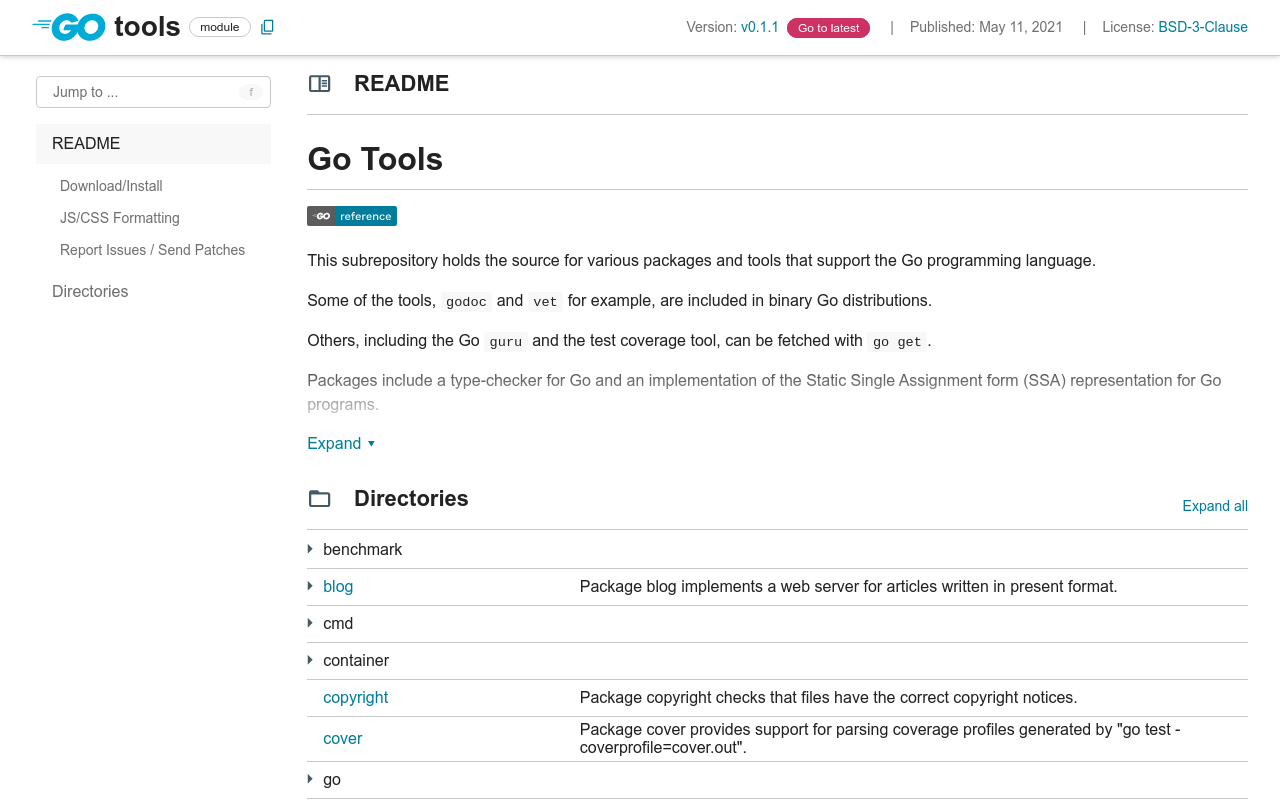 GO tools module Version: v0.1.1 Go to latest | Published: May 11, 2021 | License: BSD-3-Clause
Jump to ... f
README
Download/Install
JS/CSS Formatting
Report Issues / Send Patches
Directories
README
Go Tools
GO reference
This subrepository holds the source for various packages and tools that support the Go programming language.
Some of the tools, godoc and vet for example, are included in binary Go distributions.
Others, including the Go guru and the test coverage tool, can be fetched with go get.
Packages include a type-checker for Go and an implementation of the Static Single Assignment form (SSA) representation for Go
programs.
Expand ▼
Directories Expand all
benchmark
blog Package blog implements a web server for articles written in present format.
cmd
container
copyright Package copyright checks that files have the correct copyright notices.
cover Package cover provides support for parsing coverage profiles generated by "go test -
coverprofile=cover.out".
go